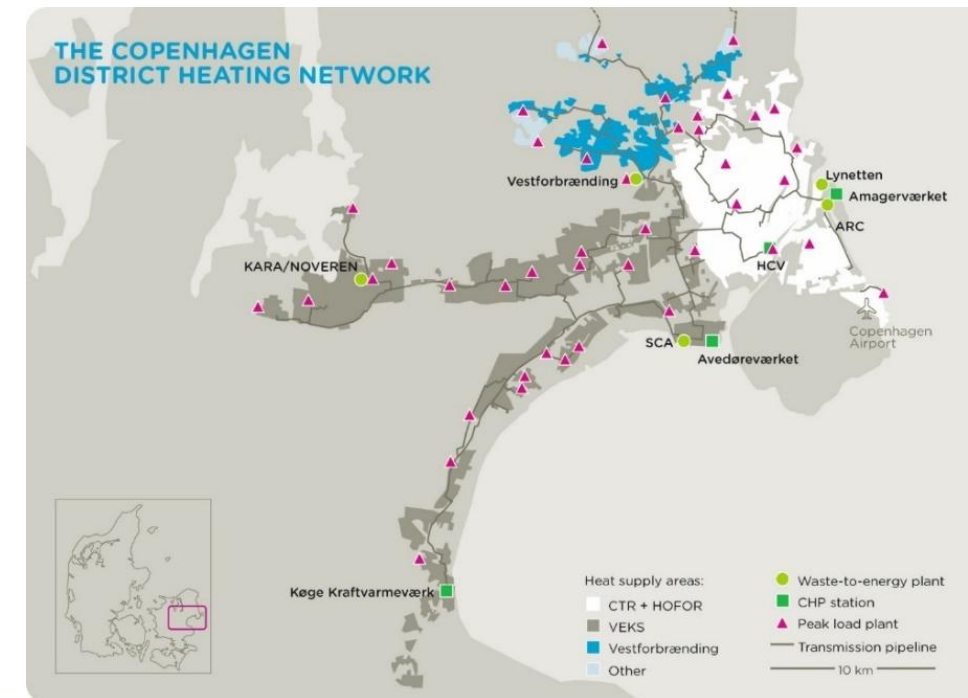 THE COPENHAGEN
DISTRICT HEATING NETWORK
Vestforbrænding
Lynetten
Amagerværket
ARC
HCV
KARA/NOVEREN
Copenhagen
Airport
SCA
Avedøreværket
Køge Kraftvarmeværk
Heat supply areas:
CTR + HOFOR
VEKS
Vestforbrænding
Other
Waste-to-energy plant
CHP station
Peak load plant
Transmission pipeline
10 km